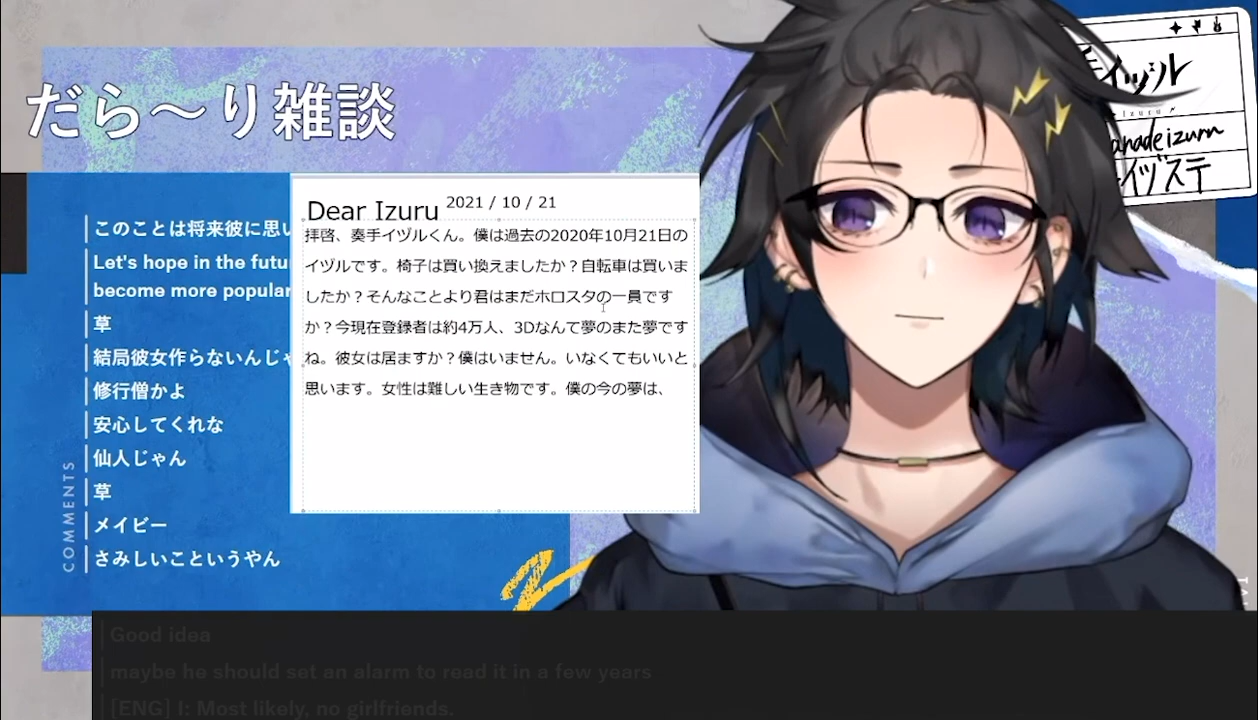 だら～り雑談
イヅル
Izuru
anadeizuru
イヅステ
2021 / 10 / 21
Dear Izuru
拝啓、奏手イヅルくん。僕は過去の2020年10月21日の
イヅルです。椅子は買い換えましたか？自転車は買いま
したか？そんなことより君はまだホロスタの一員です
か？今現在登録者は約4万人、3Dなんて夢のまた夢です
ね。彼女は居ますか？僕はいません。いなくてもいいと
思います。女性は難しい生き物です。僕の今の夢は、
このことは将来彼に思い
Let's hope in the futu
become more popular
草
結局彼女作らないんじゃ
修行僧かよ
安心してくれな
仙人じゃん
草
メイビー
さみしいこというやん
COMMENTS
Good idea
maybe he should set an alarm to read it in a few years
[ENG] I: Most likely, no girlfriends.